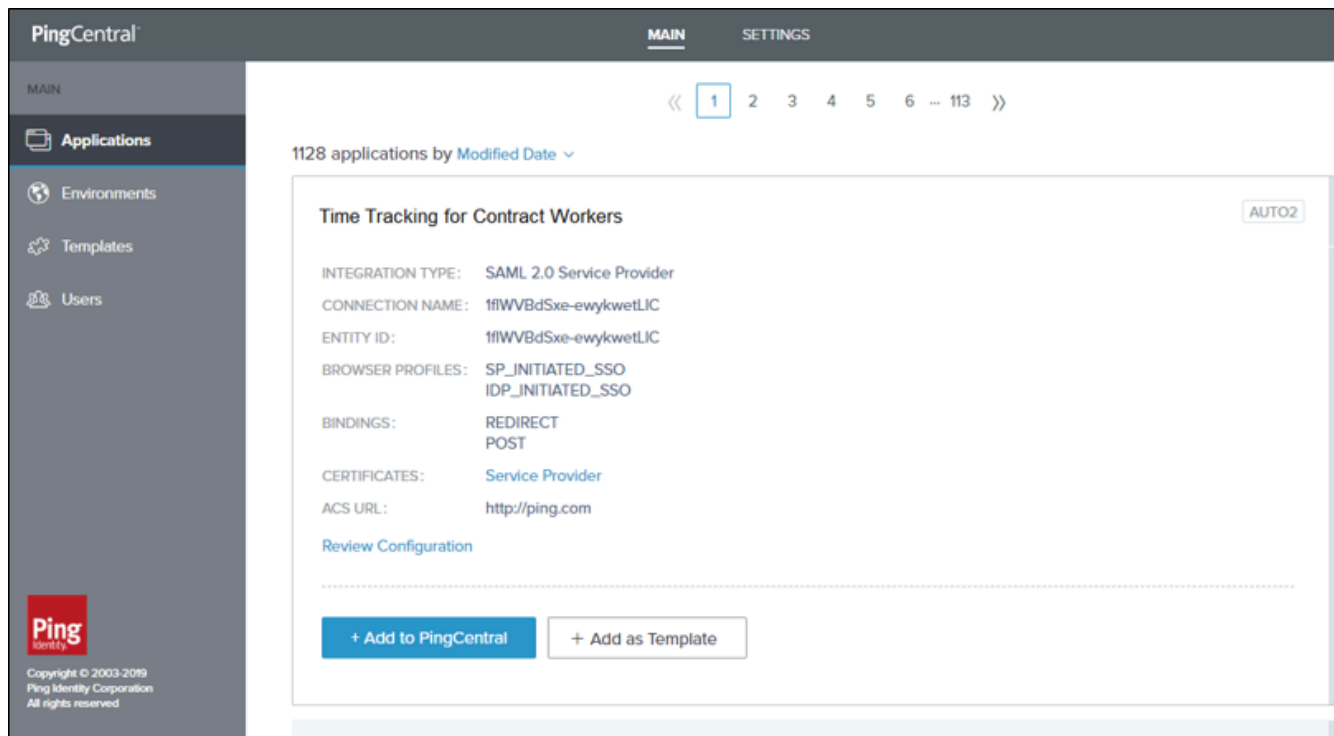 PingCentral
MAIN
SETTINGS
MAIN
Applications
Environments
Templates
Users
Ping
Identity.
Copyright © 2003-2019
Ping Identity Corporation
All rights reserved
« 1 2 3 4 5 6 ... 113 »
1128 applications by Modified Date
Time Tracking for Contract Workers
AUTO2
INTEGRATION TYPE: SAML 2.0 Service Provider
CONNECTION NAME: 1flWVBdSxe-ewykwetLIC
ENTITY ID: 1flWVBdSxe-ewykwetLIC
BROWSER PROFILES: SP_INITIATED_SSO
IDP_INITIATED_SSO
BINDINGS: REDIRECT
POST
CERTIFICATES: Service Provider
ACS URL: http://ping.com
Review Configuration
+ Add to PingCentral
+ Add as Template